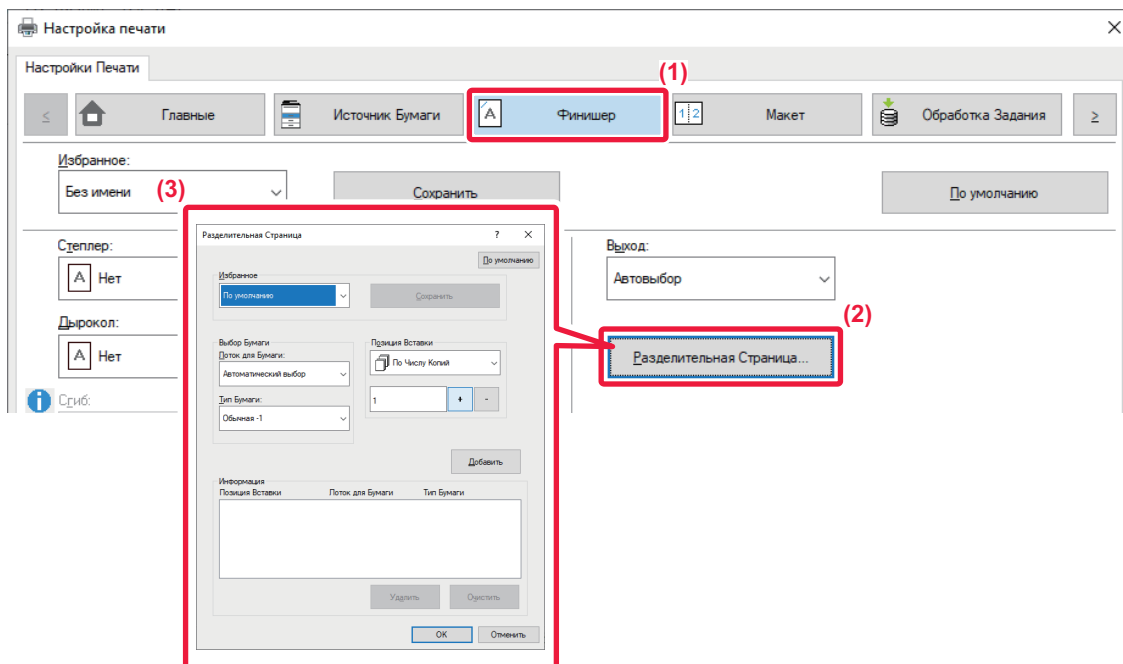 Настройка печати
Настройки Печати
(1)
≤ Главные Источник Бумаги A Финишер 1 2 Макет Обработка Задания ≥
Избранное:
Без имени (3) Сохранить По умолчанию
Степлер:
A Нет
Дырокол:
A Нет
Сгиб:
Разделительная Страница ?
По умолчанию
Избранное
По умолчанию Сохранить
Выбор Бумаги Позиция Вставки
Лоток для Бумаги: По Числу Копий
Автоматический выбор
Тип Бумаги: 1 + -
Обычная -1
Добавить
Информация
Позиция Вставки Лоток для Бумаги Тип Бумаги
Удалить Очистить
OK Отменить
Выход:
Автовыбор
(2)
Разделительная Страница...